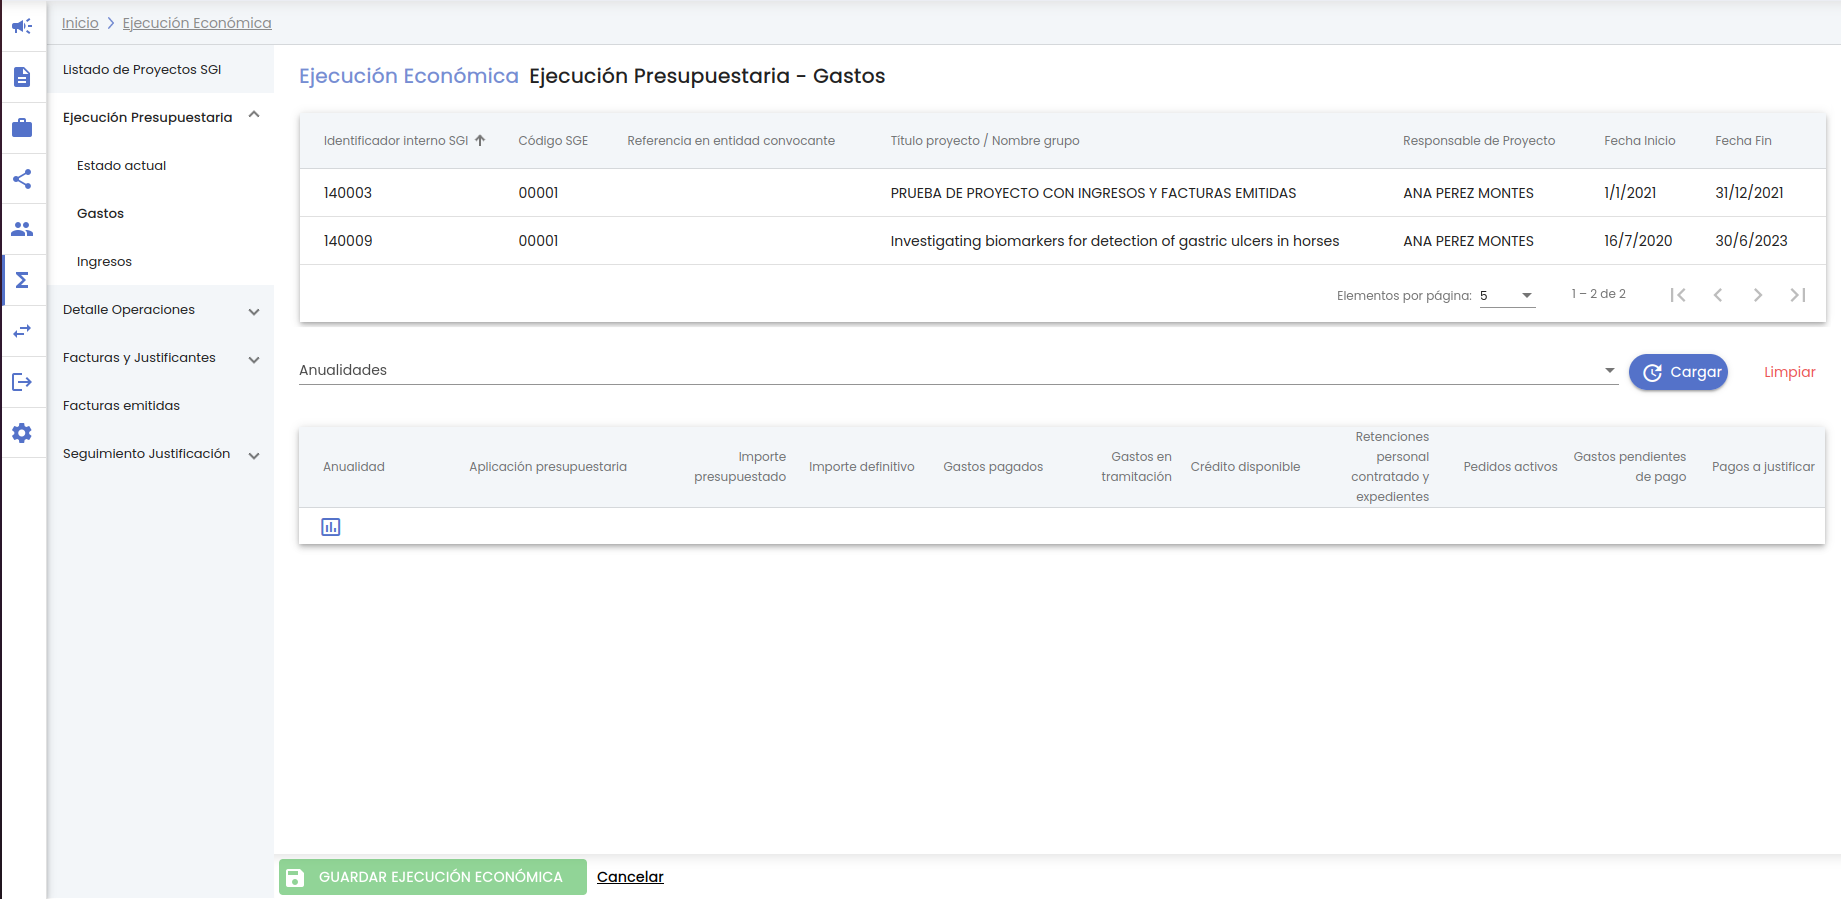 Inicio > Ejecución Económica
Listado de Proyectos SGI
Ejecución Presupuestaria
Estado actual
Gastos
Ingresos
Detalle Operaciones
Facturas y Justificantes
Facturas emitidas
Seguimiento Justificación
Ejecución Económica Ejecución Presupuestaria - Gastos
Identificador interno SGI Código SGE Referencia en entidad convocante Título proyecto / Nombre grupo Responsable de Proyecto Fecha Inicio Fecha Fin
140003 00001 PRUEBA DE PROYECTO CON INGRESOS Y FACTURAS EMITIDAS ANA PEREZ MONTES 1/1/2021 31/12/2021
140009 00001 Investigating biomarkers for detection of gastric ulcers in horses ANA PEREZ MONTES 16/7/2020 30/6/2023
Elementos por página: 5 1 – 2 de 2
Anualidades Cargar Limpiar
Anualidad
Aplicación presupuestaria
Importe
presupuestado
Importe definitivo
Gastos pagados
Gastos en
tramitación
Crédito disponible
Retenciones
personal
contratado y
expedientes
Pedidos activos
Gastos pendientes
de pago
Pagos a justificar
GUARDAR EJECUCIÓN ECONÓMICA Cancelar